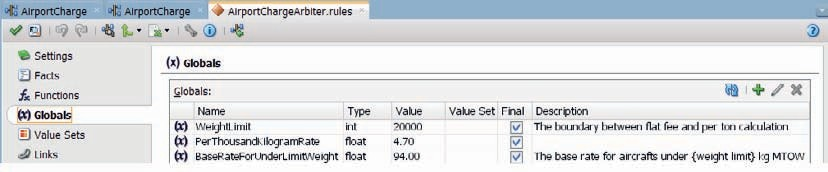 AirportCharge AirportCharge AirportChargeArbiter.rules
Settings
Facts
Functions
Globals
Value Sets
Links
(x) Globals
Globals:
Name Type Value Value Set Final Description
(x) WeightLimit int 20000 The boundary between flat fee and per ton calculation
(x) PerThousandKilogramRate float 4.70
(x) BaseRateForUnderLimitWeight float 94.00 The base rate for aircrafts under {weight limit} kg MTOW